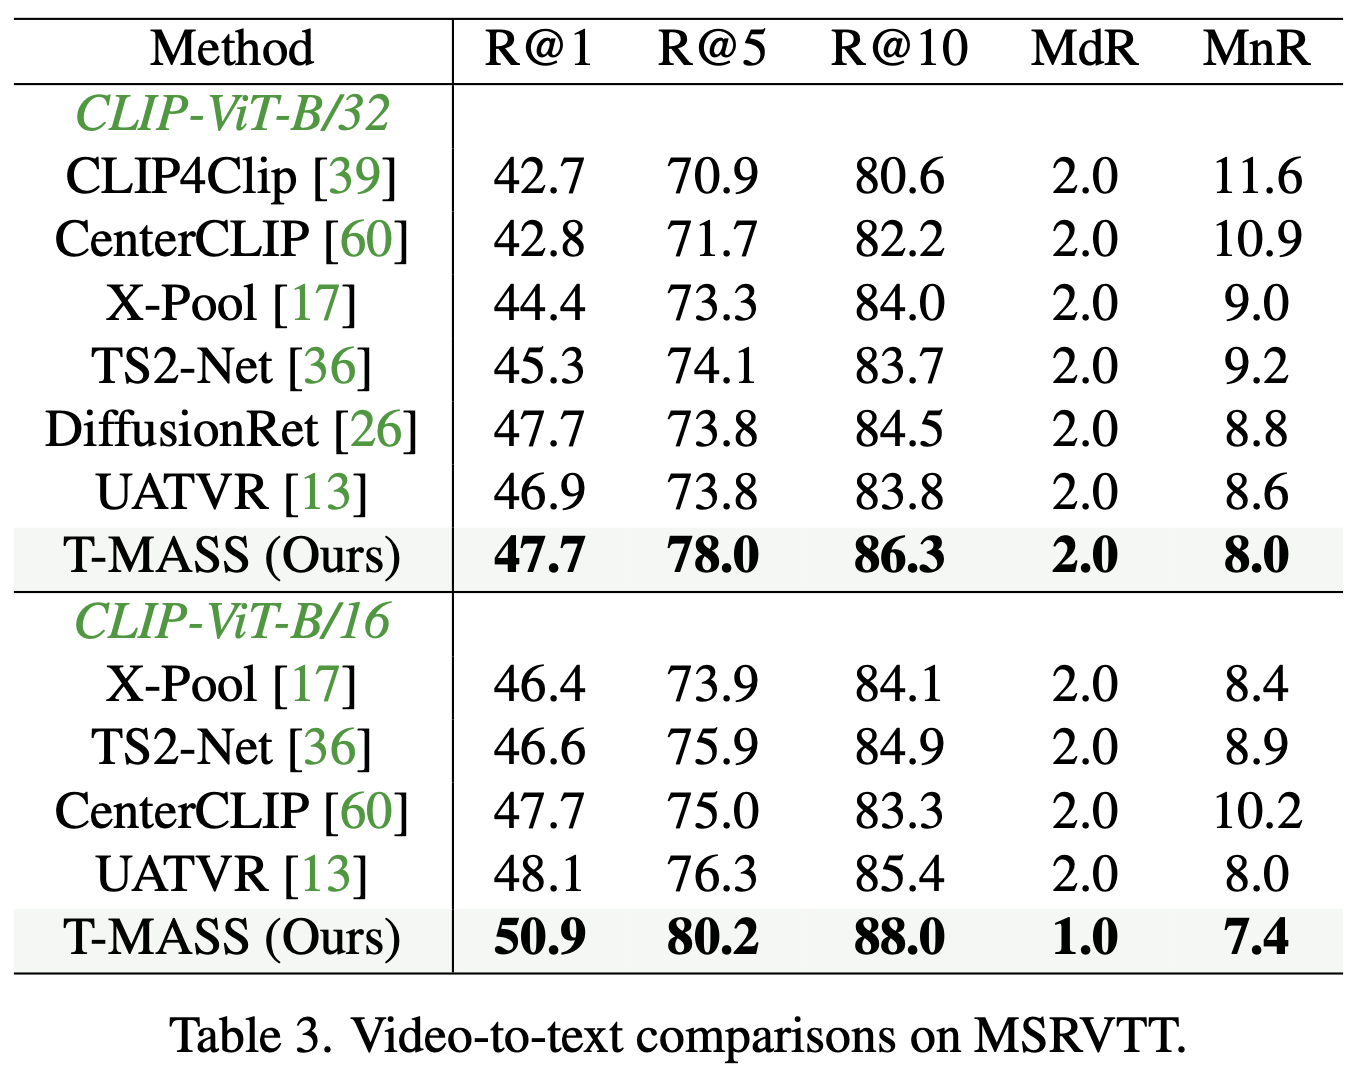 Method R@1 R@5 R@10 MdR MnR
CLIP-ViT-B/32
CLIP4Clip [39] 42.7 70.9 80.6 2.0 11.6
CenterCLIP [60] 42.8 71.7 82.2 2.0 10.9
X-Pool [17] 44.4 73.3 84.0 2.0 9.0
TS2-Net [36] 45.3 74.1 83.7 2.0 9.2
DiffusionRet [26] 47.7 73.8 84.5 2.0 8.8
UATVR [13] 46.9 73.8 83.8 2.0 8.6
T-MASS (Ours) 47.7 78.0 86.3 2.0 8.0
CLIP-ViT-B/16
X-Pool [17] 46.4 73.9 84.1 2.0 8.4
TS2-Net [36] 46.6 75.9 84.9 2.0 8.9
CenterCLIP [60] 47.7 75.0 83.3 2.0 10.2
UATVR [13] 48.1 76.3 85.4 2.0 8.0
T-MASS (Ours) 50.9 80.2 88.0 1.0 7.4
Table 3. Video-to-text comparisons on MSRVTT.